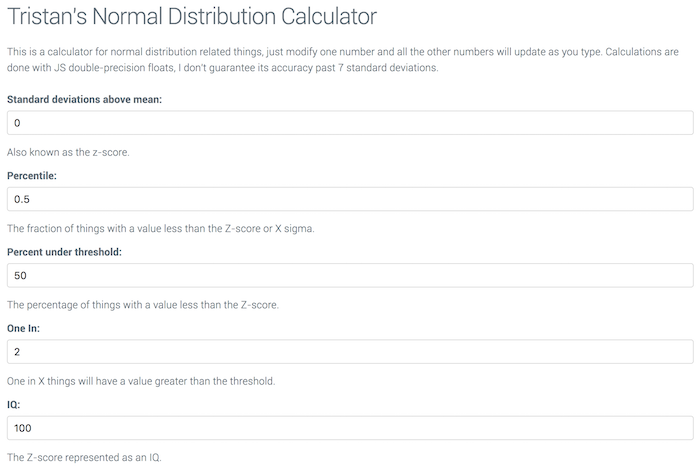 Tristan's Normal Distribution Calculator
This is a calculator for normal distribution related things, just modify one number and all the other numbers will update as you type. Calculations are
done with JS double-precision floats, I don't guarantee its accuracy past 7 standard deviations.
Standard deviations above mean:
0
Also known as the z-score.
Percentile:
0.5
The fraction of things with a value less than the Z-score or X sigma.
Percent under threshold:
50
The percentage of things with a value less than the Z-score.
One In:
2
One in X things will have a value greater than the threshold.
IQ:
100
The Z-score represented as an IQ.